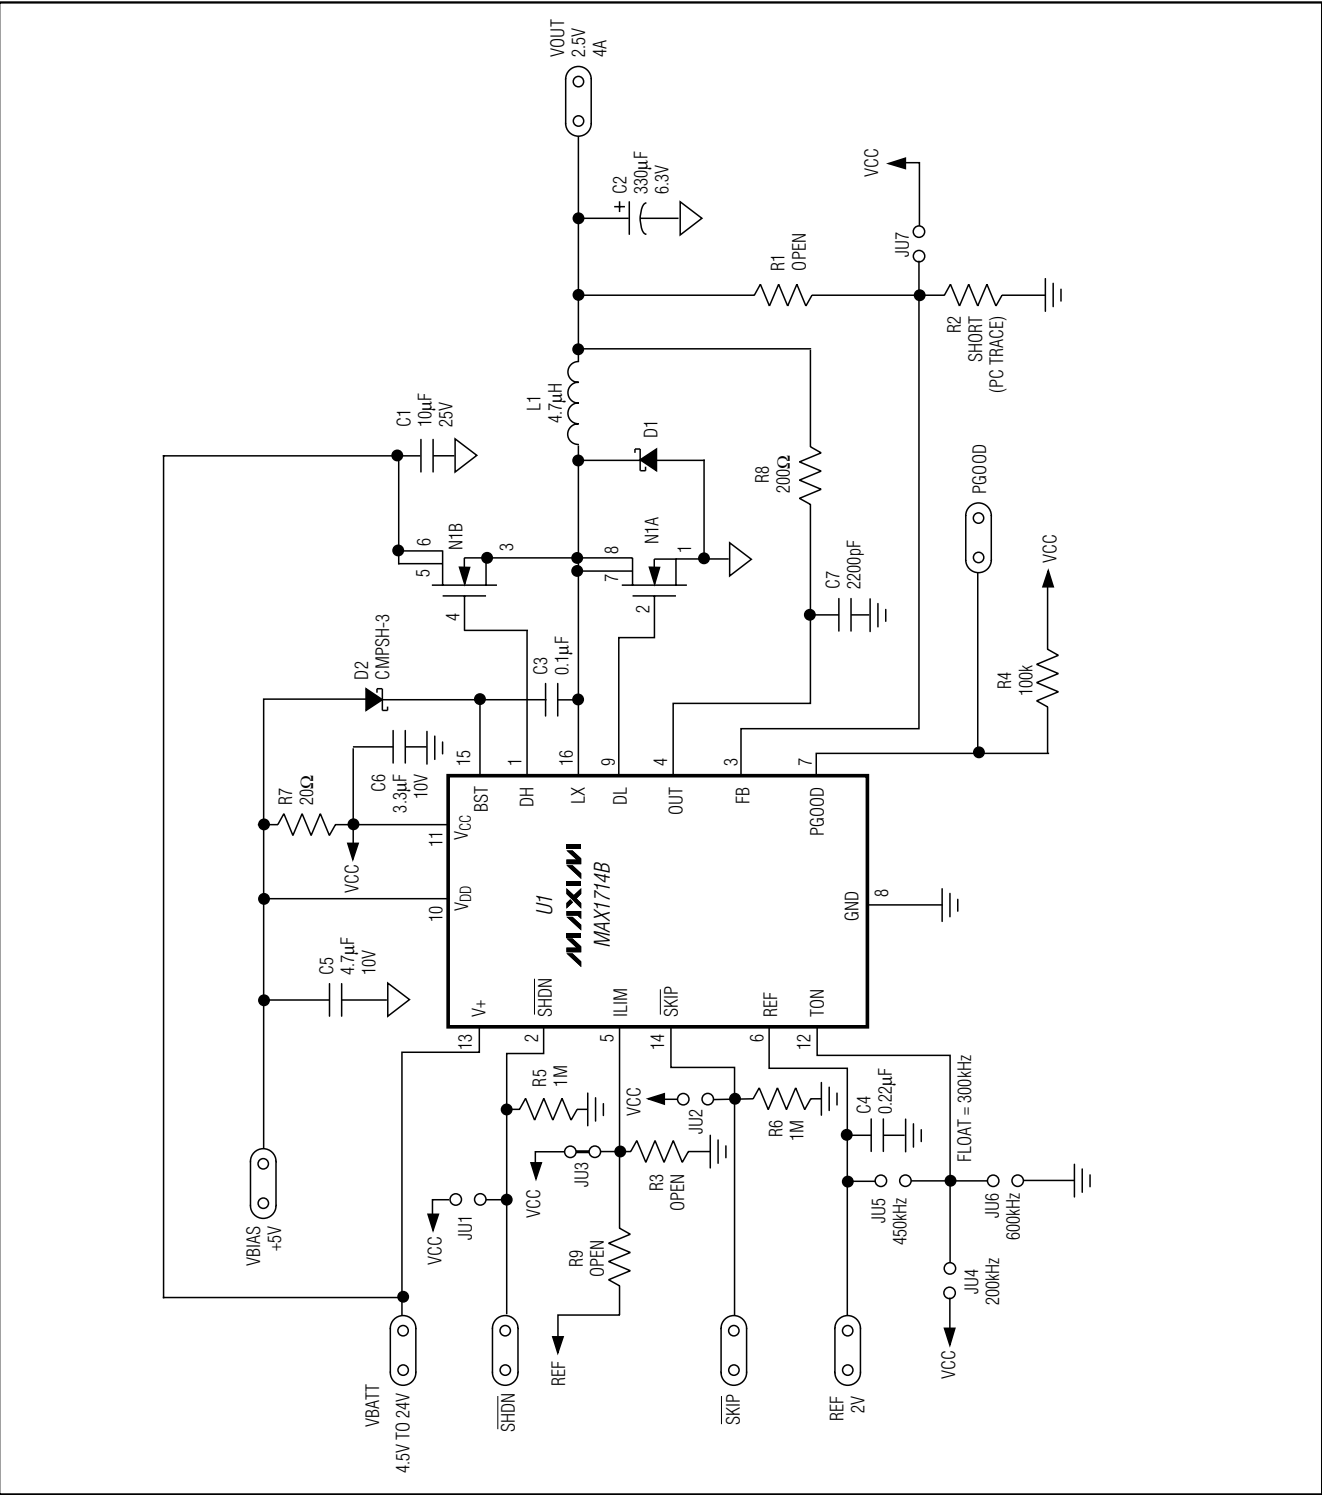 VOUT
2.5V
4A
C2
330µF
6.3V
+
VCC
JU7
R1
OPEN
R2
SHORT
(PC TRACE)
L1
4.7µH
C1
10µF
25V
D1
R8
200Ω
PGOOD
N1B
6
5
3
4
N1A
8
7
1
2
C7
2200pF
VCC
R4
100k
D2
CMPSH-3
C3
0.1µF
C6
3.3µF
10V
R7
20Ω
VCC
15
1
16
9
4
3
7
11
10
BST
DH
LX
DL
OUT
FB
PGOOD
VCC
VDD
U1
MAXIM
MAX1714B
GND
8
C5
4.7µF
10V
V+
SHDN
ILIM
SKIP
REF
TON
13
2
5
14
6
12
R5
1M
VCC
JU2
R6
1M
C4
0.22µF
FLOAT = 300kHz
VCC
JU3
R3
OPEN
VCC
JU1
JU5
450kHz
JU6
600kHz
VBIAS
+5V
R9
OPEN
JU4
200kHz
REF
VCC
VBATT
4.5V TO 24V
SHDN
SKIP
REF
2V